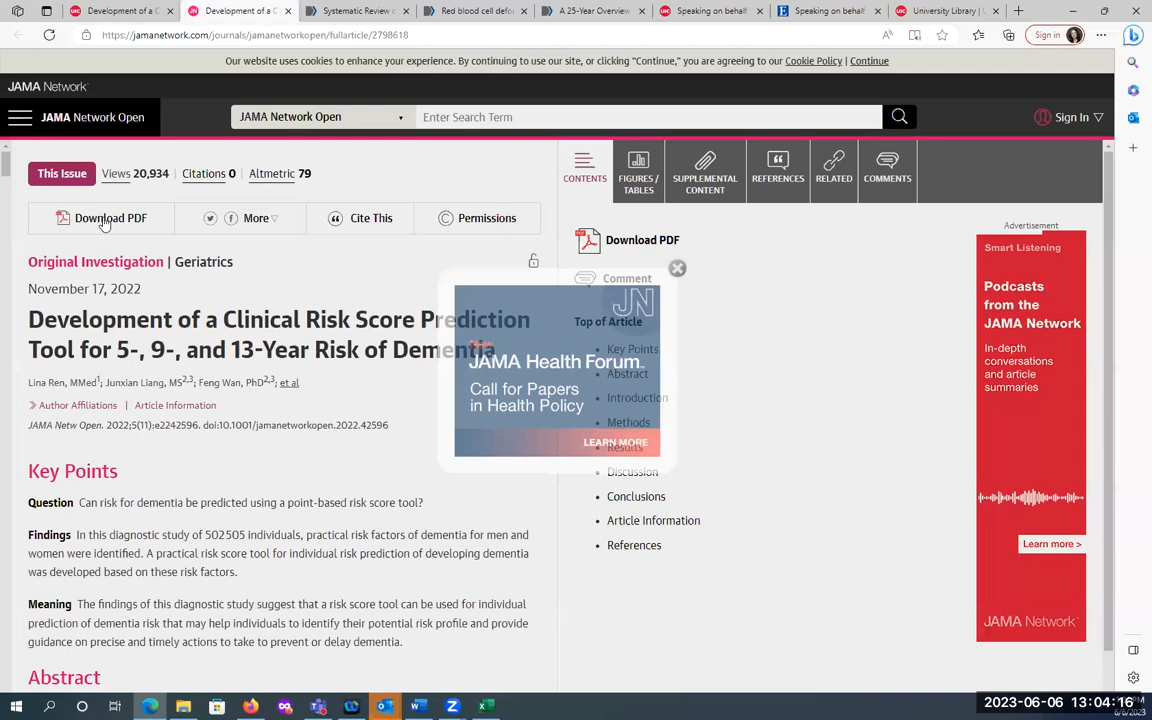 Development of a C
Development of a C
Systematic Review c
Red blood cell defo
A 25-Year Overview
Speaking on behalf
Speaking on behalf
University Library | U
https://jamanetwork.com/journals/jamanetworkopen/fullarticle/2798618
Sign in
Our website uses cookies to enhance your experience. By continuing to use our site, or clicking "Continue," you are agreeing to our Cookie Policy | Continue
JAMA Network
JAMA Network Open
JAMA Network Open
Enter Search Term
Sign In
This Issue
Views 20,934
Citations 0
Altmetric 79
Download PDF
More
Cite This
Permissions
Original Investigation | Geriatrics
November 17, 2022
Development of a Clinical Risk Score Prediction
Tool for 5-, 9-, and 13-Year Risk of Dementia
Lina Ren, MMed1; Junxian Liang, MS2,3; Feng Wan, PhD2,3; et al
Author Affiliations | Article Information
JAMA Netw Open. 2022;5(11):e2242596. doi:10.1001/jamanetworkopen.2022.42596
Key Points
Question Can risk for dementia be predicted using a point-based risk score tool?
Findings In this diagnostic study of 502 505 individuals, practical risk factors of dementia for men and
women were identified. A practical risk score tool for individual risk prediction of developing dementia
was developed based on these risk factors.
Meaning The findings of this diagnostic study suggest that a risk score tool can be used for individual
prediction of dementia risk that may help individuals to identify their potential risk profile and provide
guidance on precise and timely actions to take to prevent or delay dementia.
Abstract
CONTENTS
FIGURES /
TABLES
SUPPLEMENTAL
CONTENT
REFERENCES
RELATED
COMMENTS
Download PDF
Comment
Top of Article
Key Points
Abstract
Introduction
Methods
Results
Discussion
Conclusions
Article Information
References
JN
JAMA Health Forum
Call for Papers
in Health Policy
LEARN MORE
Advertisement
Smart Listening
Podcasts
from the
JAMA Network
In-depth
conversations
and article
summaries
Learn more >
JAMA Network
2023-06-06 13:04:16
6/6/2023